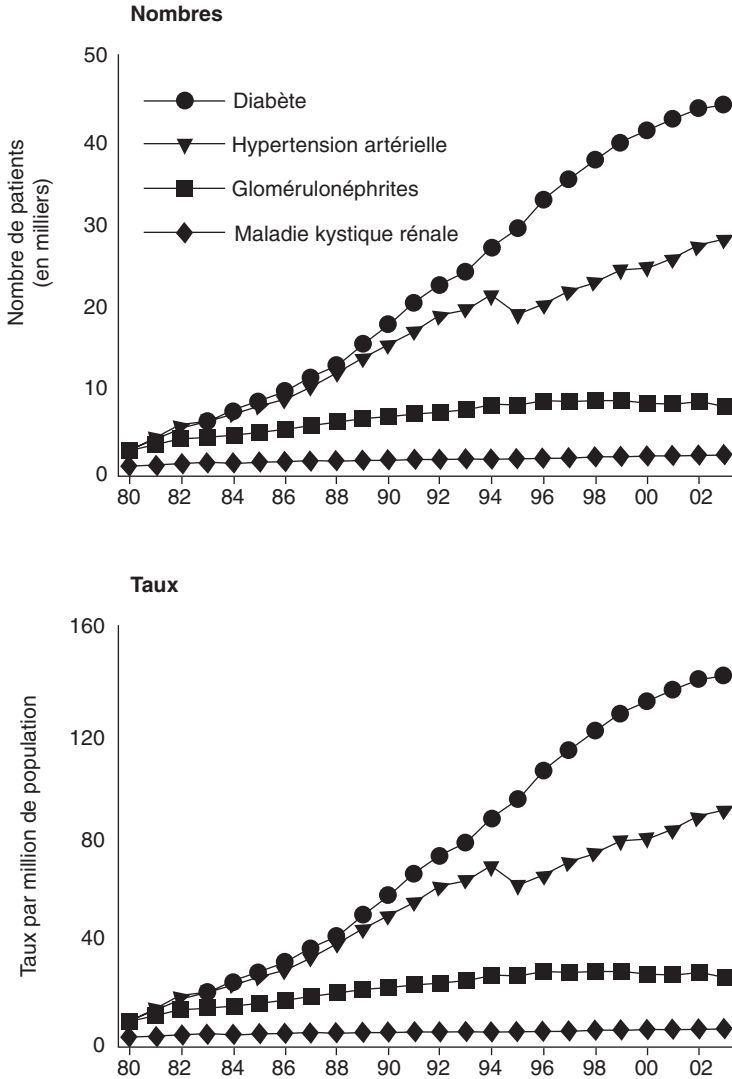 Nombres
Nombre de patients
(en milliers)
50
40
30
20
10
0
Diabète
Hypertension artérielle
Glomérulonéphrites
Maladie kystique rénale
80 82 84 86 88 90 92 94 96 98 00 02
Taux
Taux par million de population
160
120
80
40
0
80 82 84 86 88 90 92 94 96 98 00 02